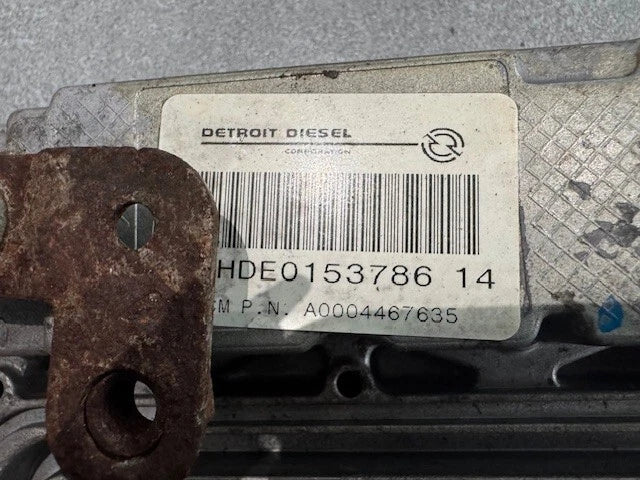 DETROIT DIESEL
CORPORATION
HDE0153786 14
P.N. A0004467635